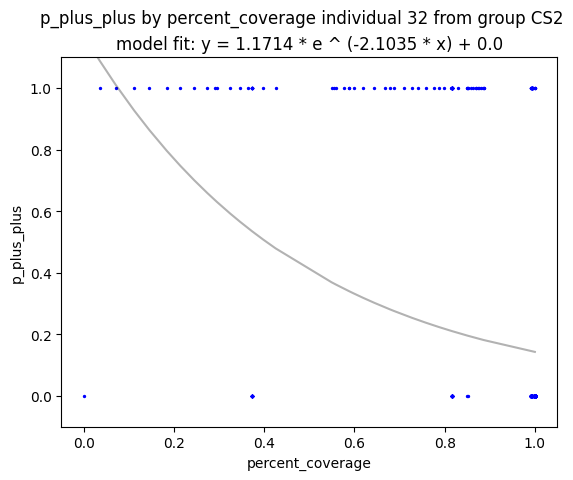 p_plus_plus by percent_coverage individual 32 from group CS2
model fit: y = 1.1714 * e ^ (-2.1035 * x) + 0.0
1.0
0.8
0.6
0.4
0.2
0.0
p_plus_plus
0.0 0.2 0.4 0.6 0.8 1.0
percent_coverage